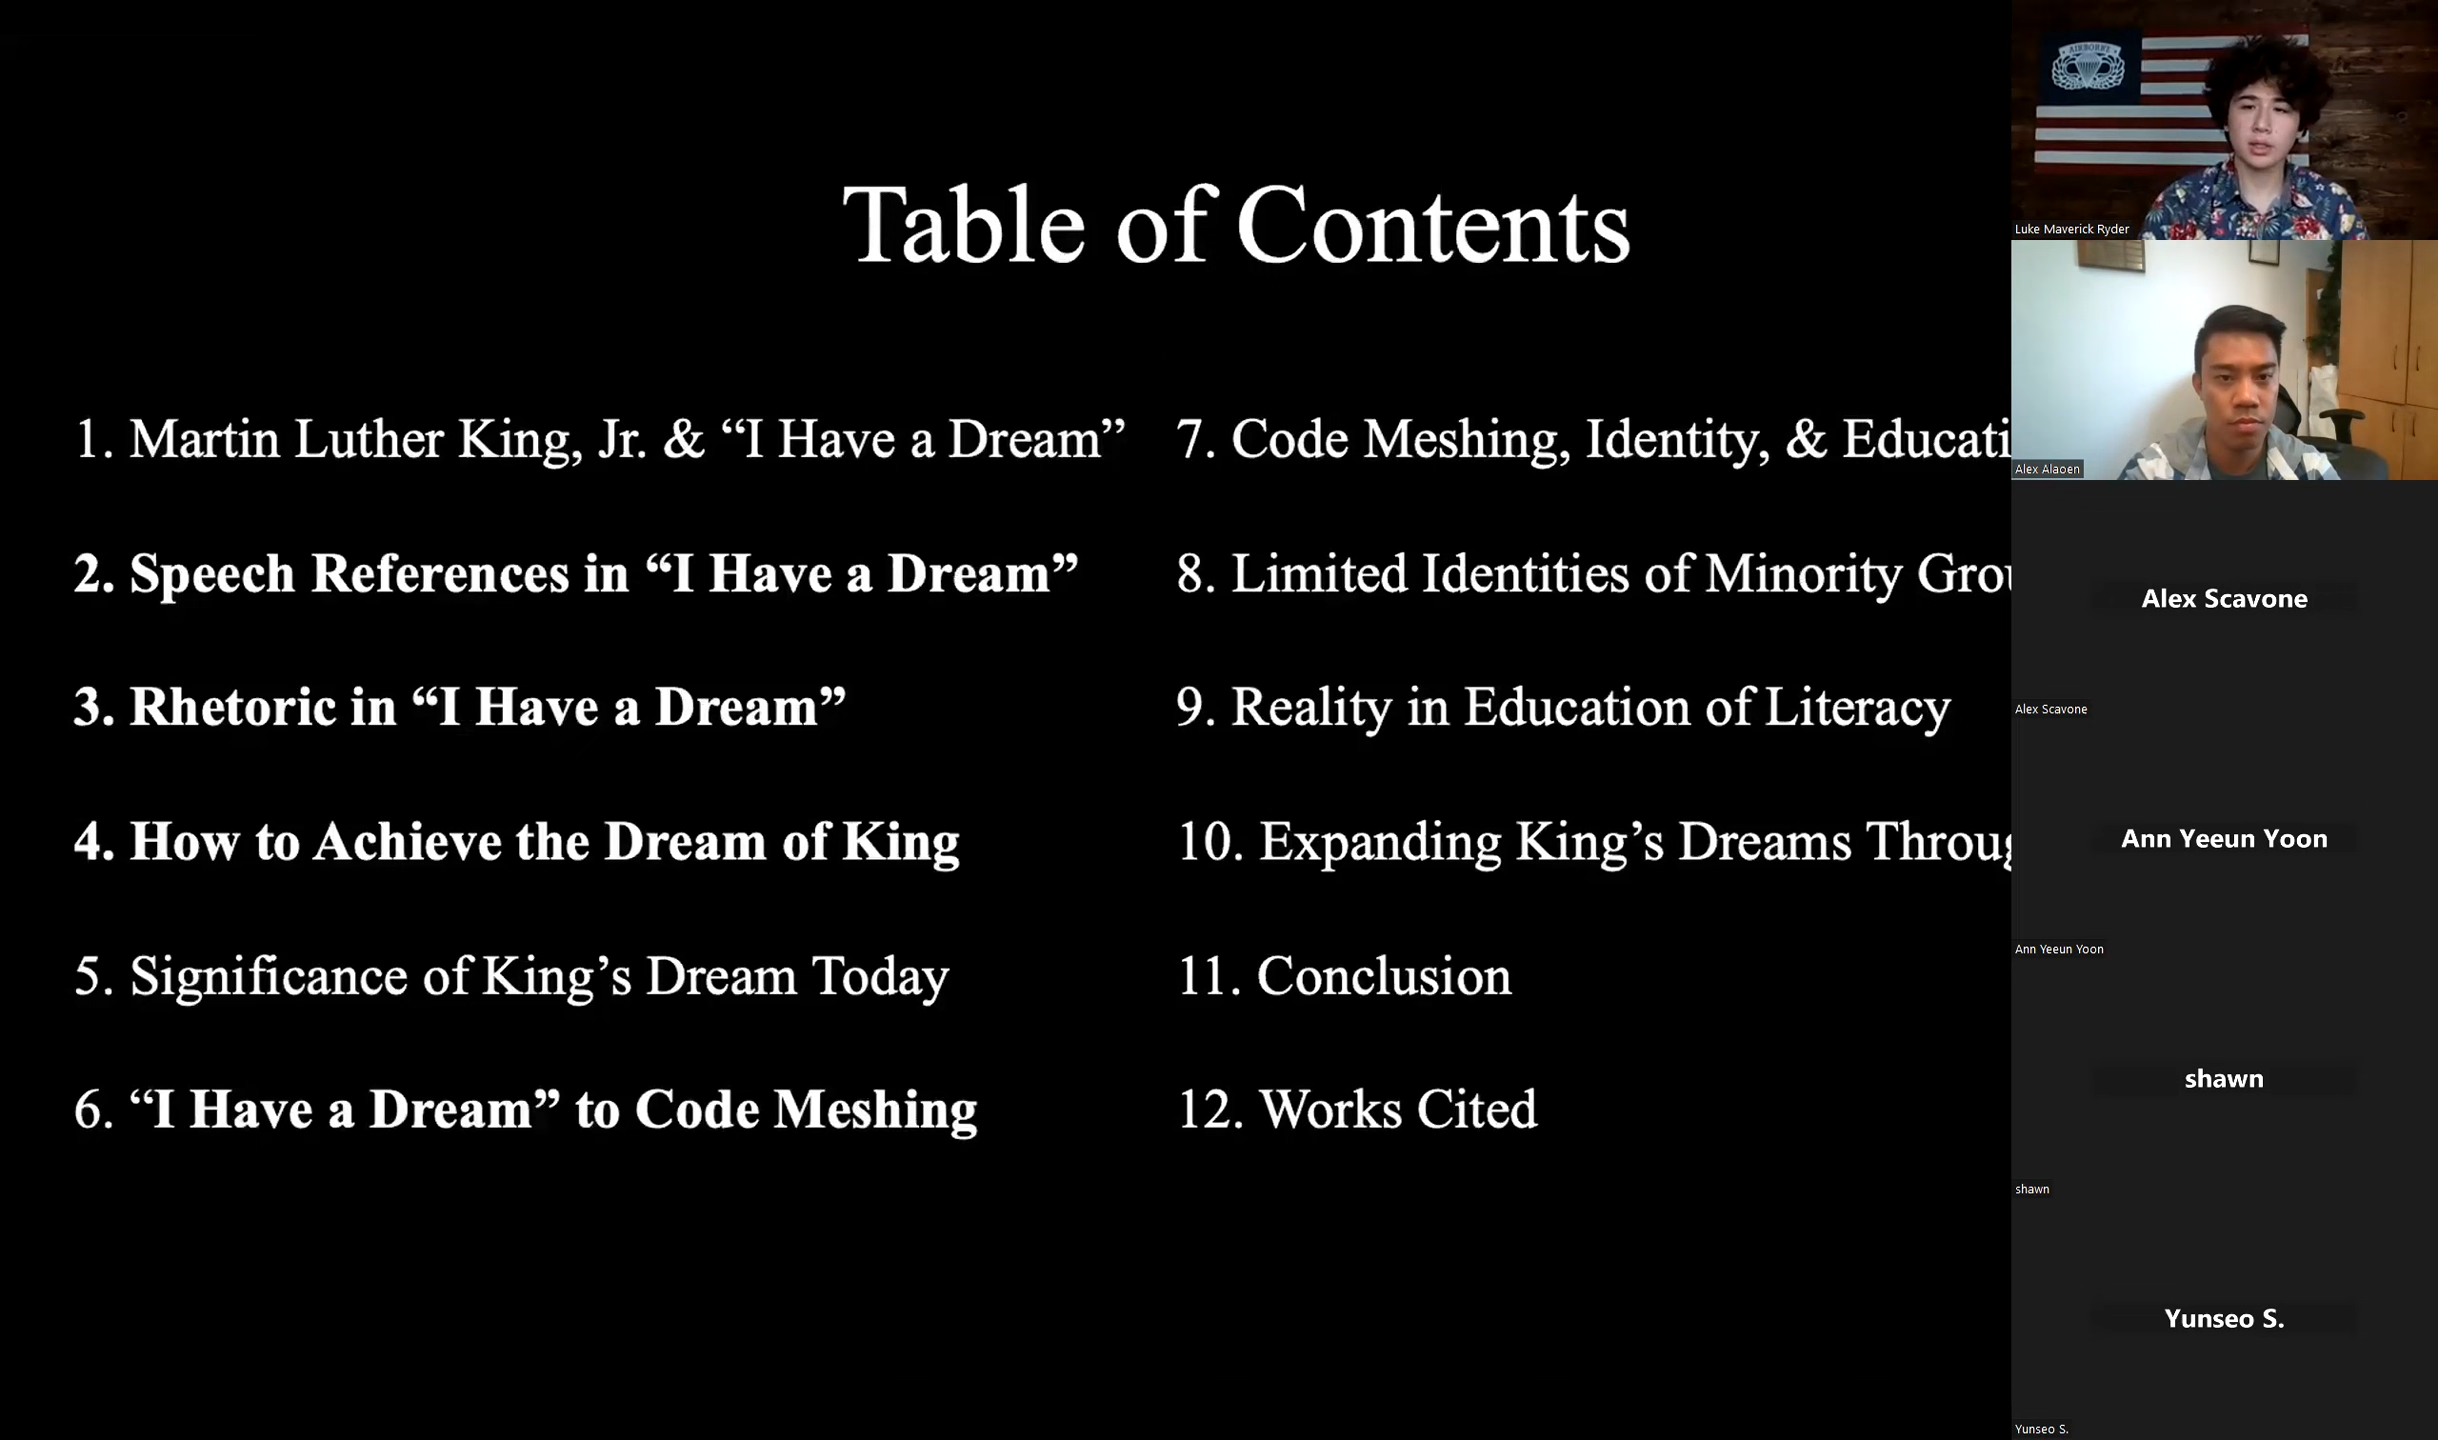 Table of Contents
1. Martin Luther King, Jr. & “I Have a Dream”
2. Speech References in “I Have a Dream”
3. Rhetoric in “I Have a Dream”
4. How to Achieve the Dream of King
5. Significance of King’s Dream Today
6. “I Have a Dream” to Code Meshing
7. Code Meshing, Identity, & Educati
8. Limited Identities of Minority Grou
9. Reality in Education of Literacy
10. Expanding King’s Dreams Throug
11. Conclusion
12. Works Cited
AIRBORNE
Luke Maverick Ryder
Alex Alaoen
Alex Scavone
Alex Scavone
Ann Yeeun Yoon
Ann Yeeun Yoon
shawn
shawn
Yunseo S.
Yunseo S.